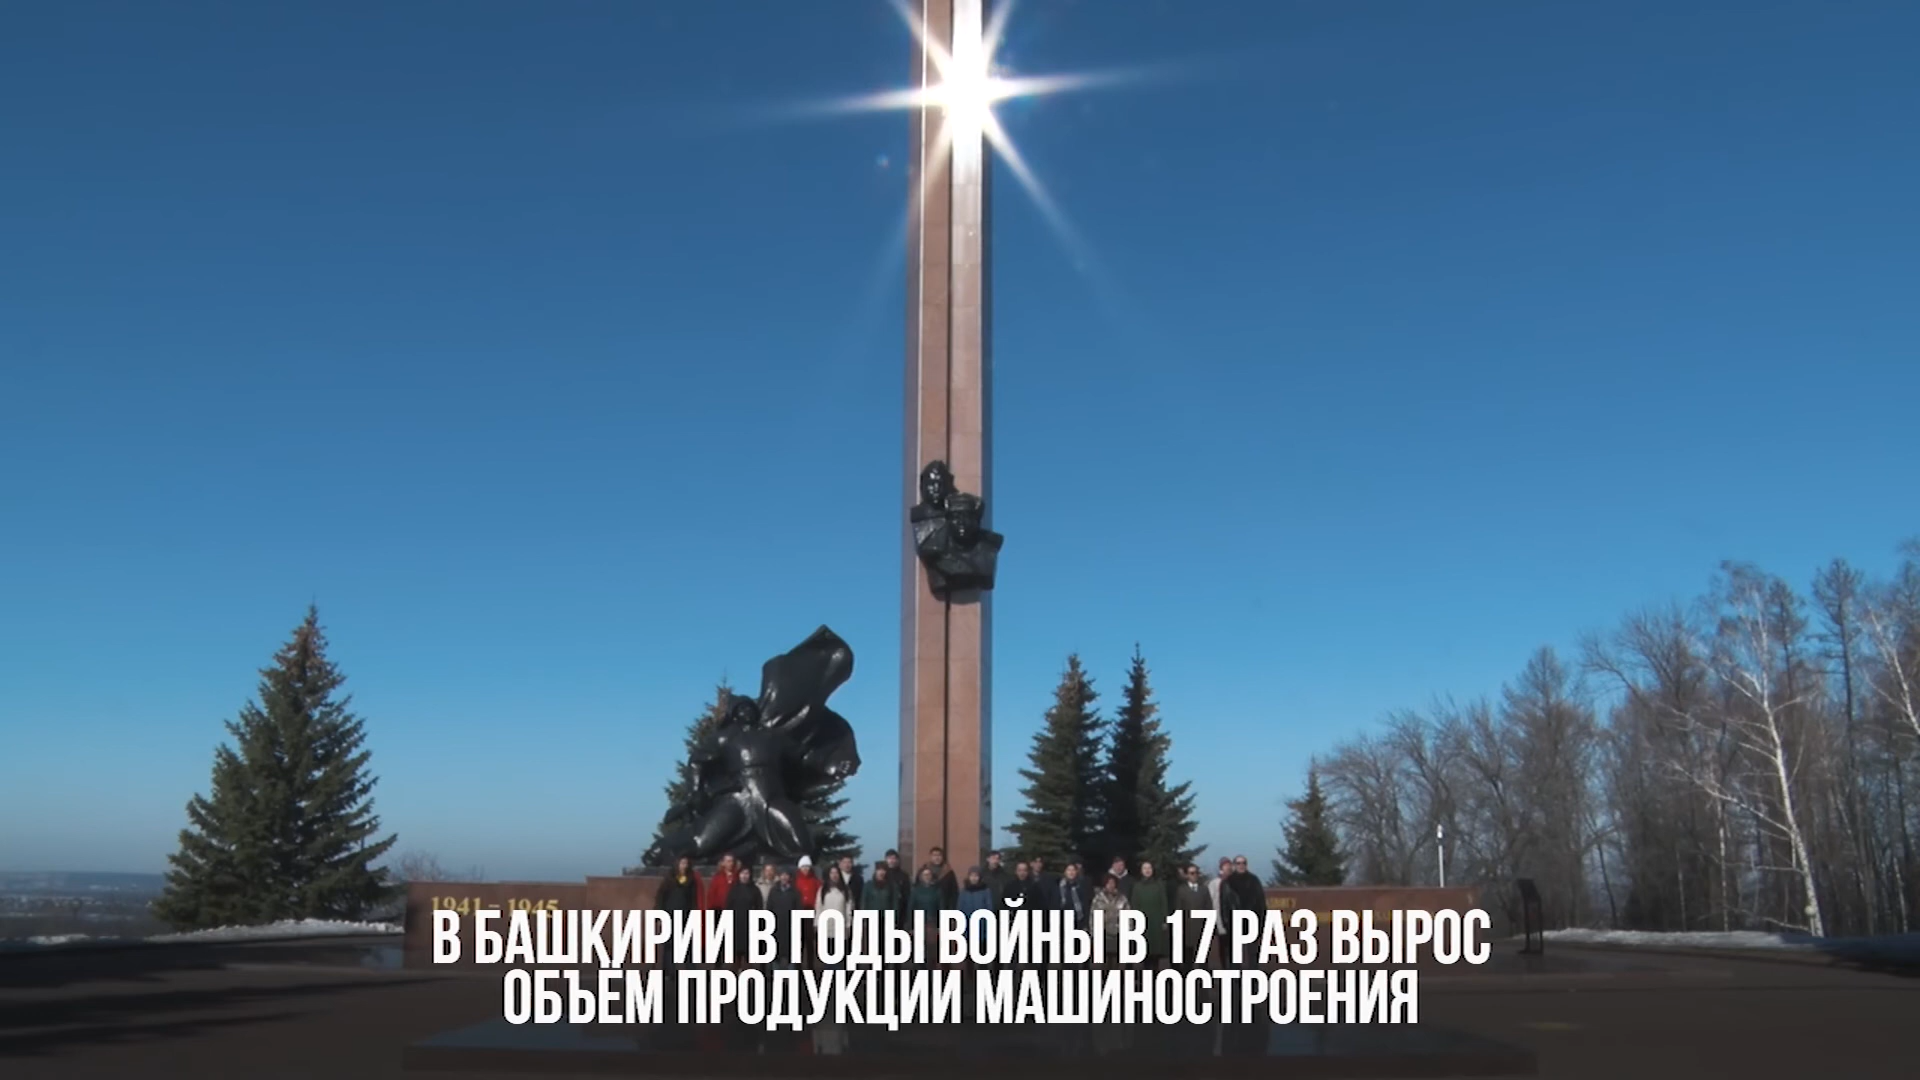 1941 – 1945
В БАШКИРИИ В ГОДЫ ВОЙНЫ В 17 РАЗ ВЫРОС
ОБЪЁМ ПРОДУКЦИИ МАШИНОСТРОЕНИЯ